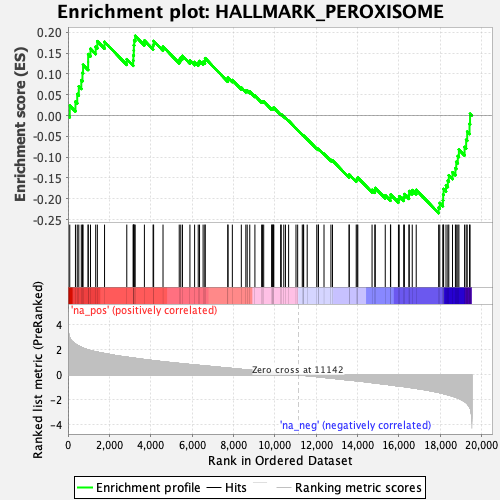 Enrichment plot: HALLMARK_PEROXISOME
Enrichment score (ES)
0.20
0.15
0.10
0.05
0.00
-0.05
-0.10
-0.15
-0.20
-0.25
'na_pos' (positively correlated)
Ranked list metric (PreRanked)
4
2
0
-2
-4
Zero cross at 11142
'na_neg' (negatively correlated)
0
2,000
4,000
6,000
8,000
10,000
12,000
14,000
16,000
18,000
20,000
Rank in Ordered Dataset
Enrichment profile
Hits
Ranking metric scores